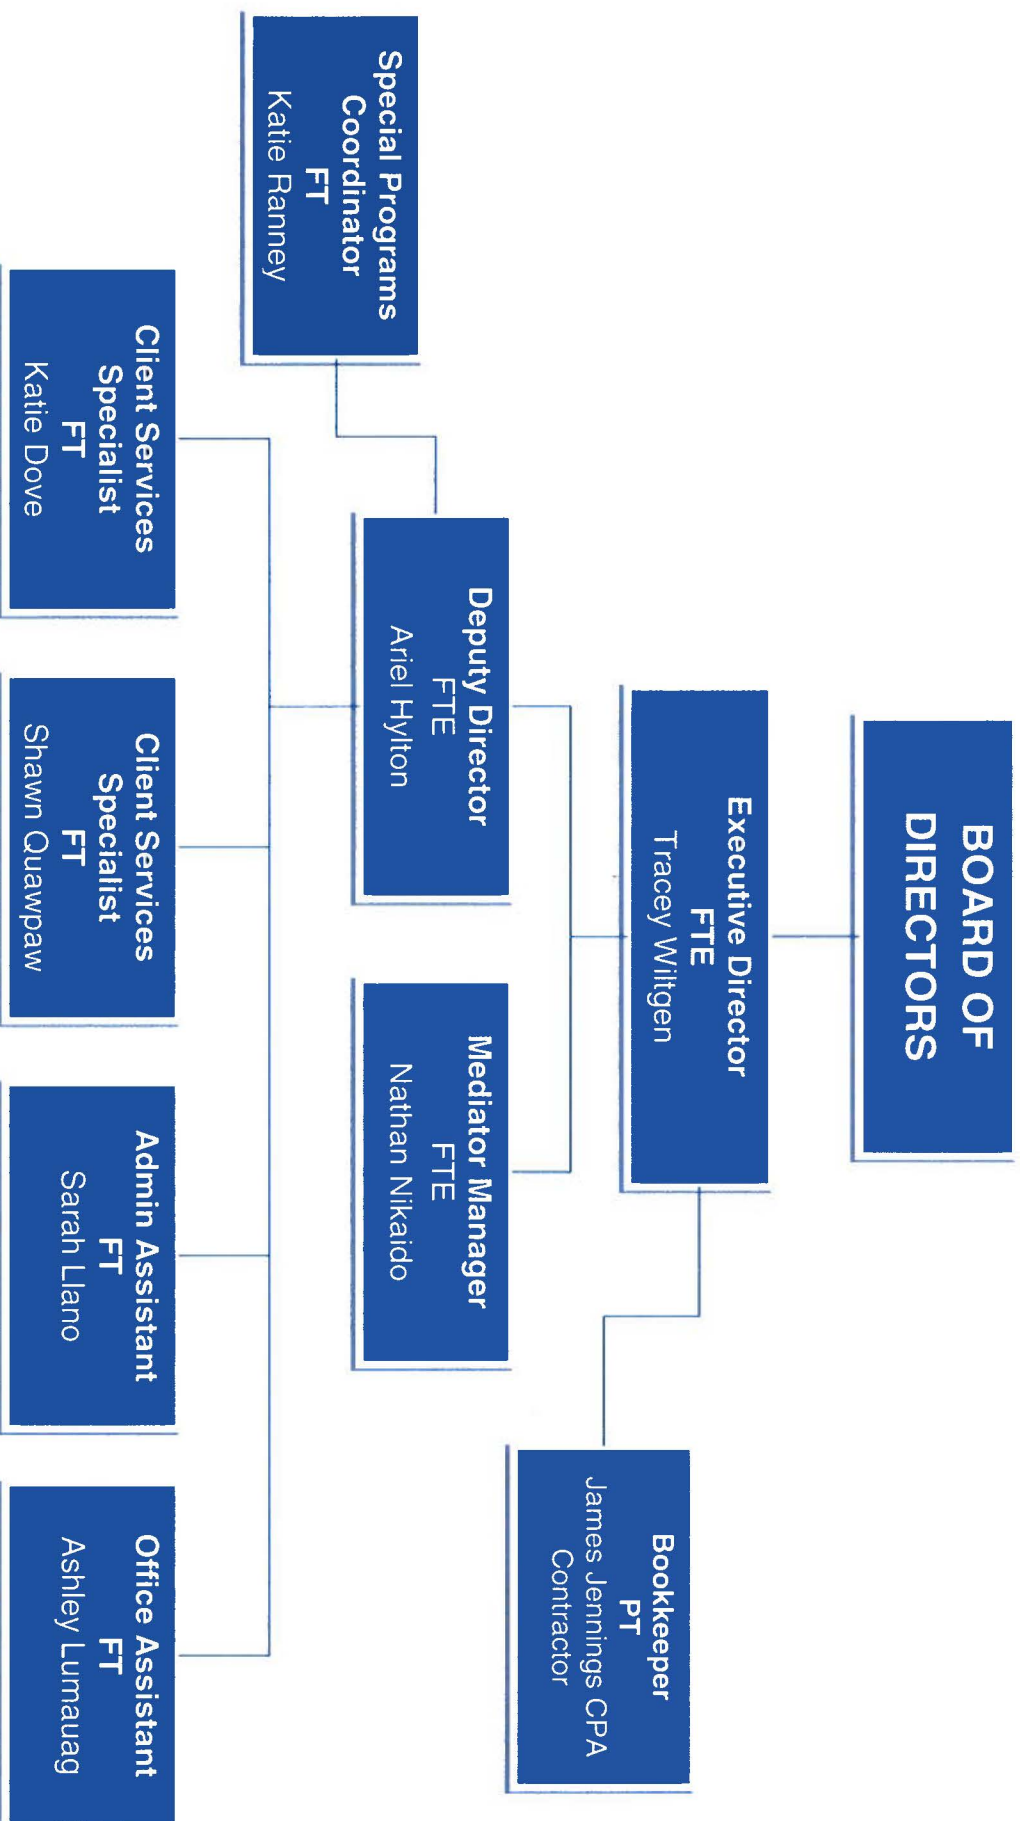 BOARD OF
DIRECTORS
Executive Director
FTE
Tracey Wiltgen
Bookkeeper
PT
James Jennings CPA
Contractor
Deputy Director
FTE
Ariel Hylton
Mediator Manager
FTE
Nathan Nikaido
Special Programs
Coordinator
FT
Katie Ranney
Client Services
Specialist
FT
Katie Dove
Client Services
Specialist
FT
Shawn Quawpaw
Admin Assistant
FT
Sarah Llano
Office Assistant
FT
Ashley Lumauag